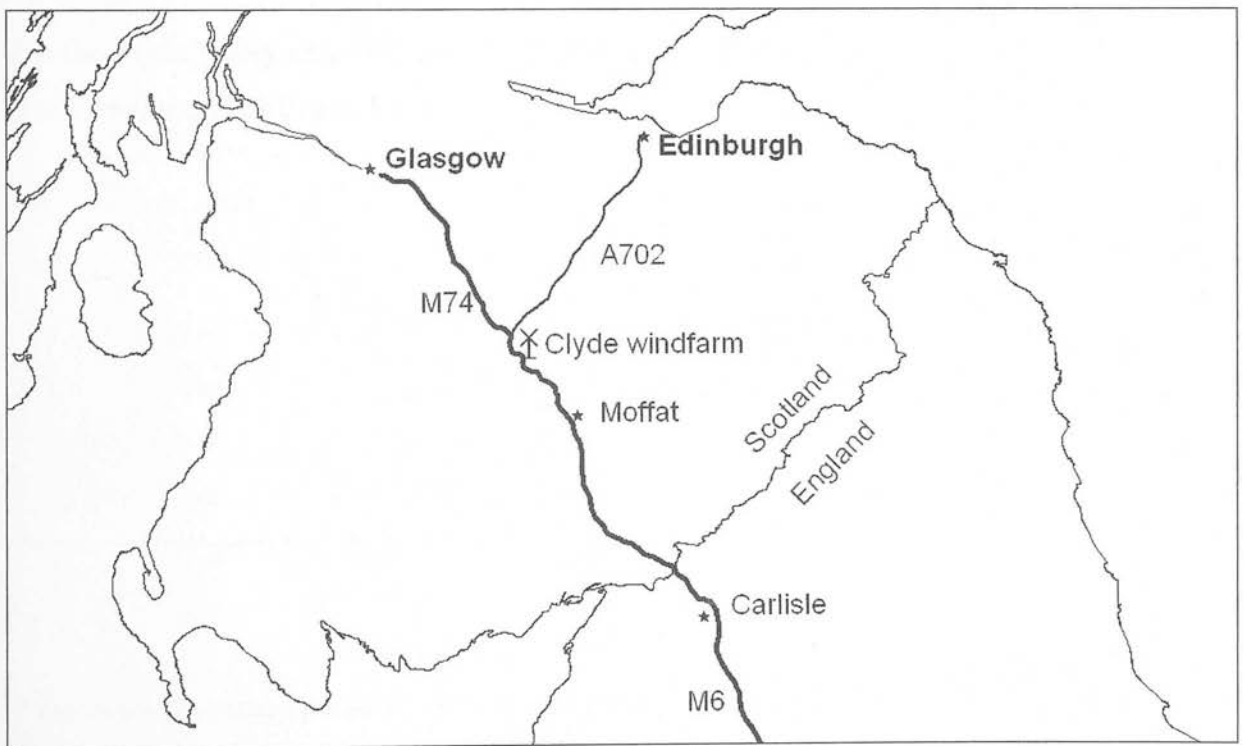 Edinburgh
Glasgow
A702
M74
Clyde windfarm
Moffat
Scotland
England
Carlisle
M6